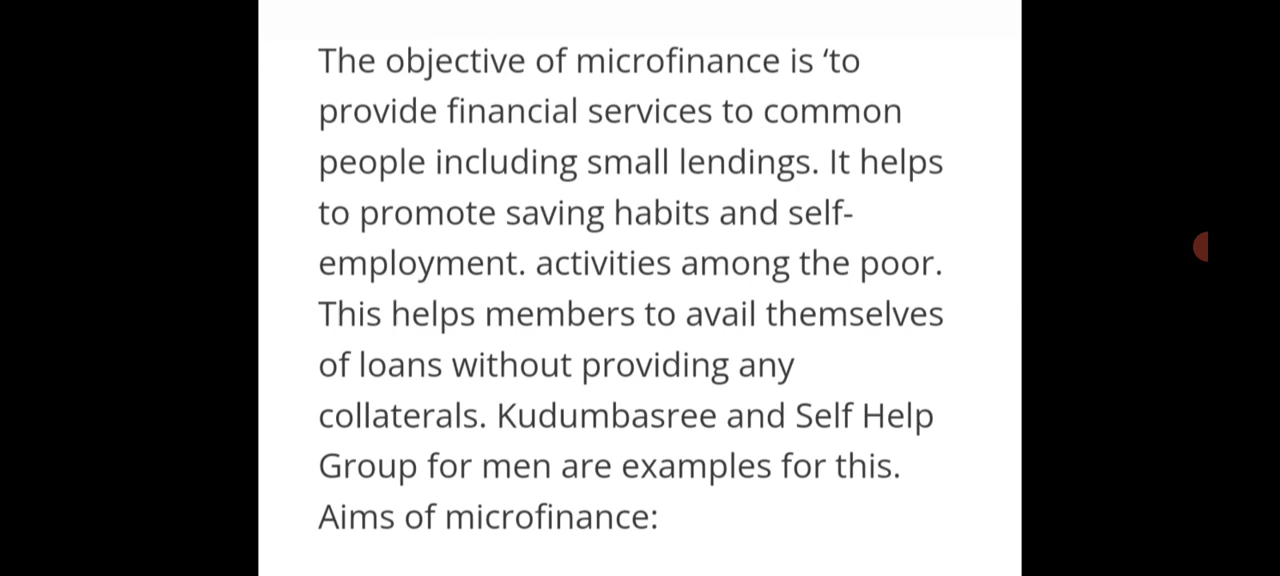 The objective of microfinance is ‘to
provide financial services to common
people including small lendings. It helps
to promote saving habits and self-
employment. activities among the poor.
This helps members to avail themselves
of loans without providing any
collaterals. Kudumbasree and Self Help
Group for men are examples for this.
Aims of microfinance: